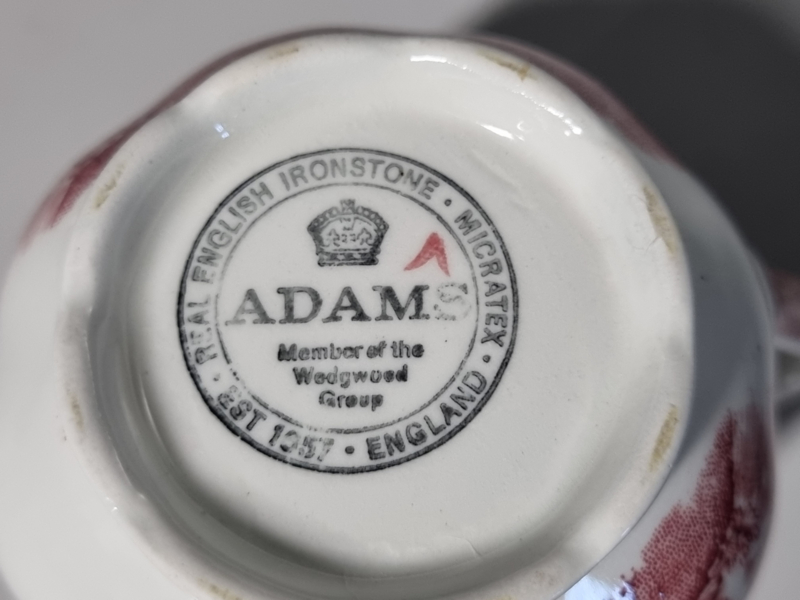 REAL ENGLISH IRONSTONE · MICRATEX ·
ADAMS
Member of the
Wedgwood
Group
EST 1657 · ENGLAND